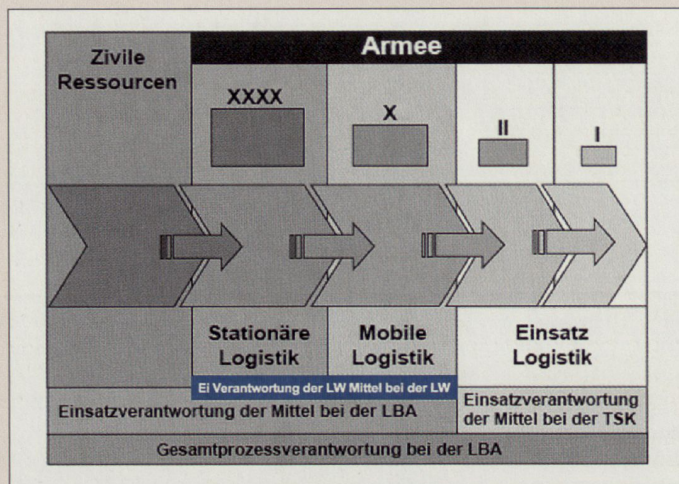 Zivile
Ressourcen
Armee
XXXX
X
II
I
Stationäre
Logistik
Mobile
Logistik
Einsatz
Logistik
Ei Verantwortung der LW Mittel bei der LW
Einsatzverantwortung der Mittel bei der LBA
Einsatzverantwortung
der Mittel bei der TSK
Gesamtprozessverantwortung bei der LBA